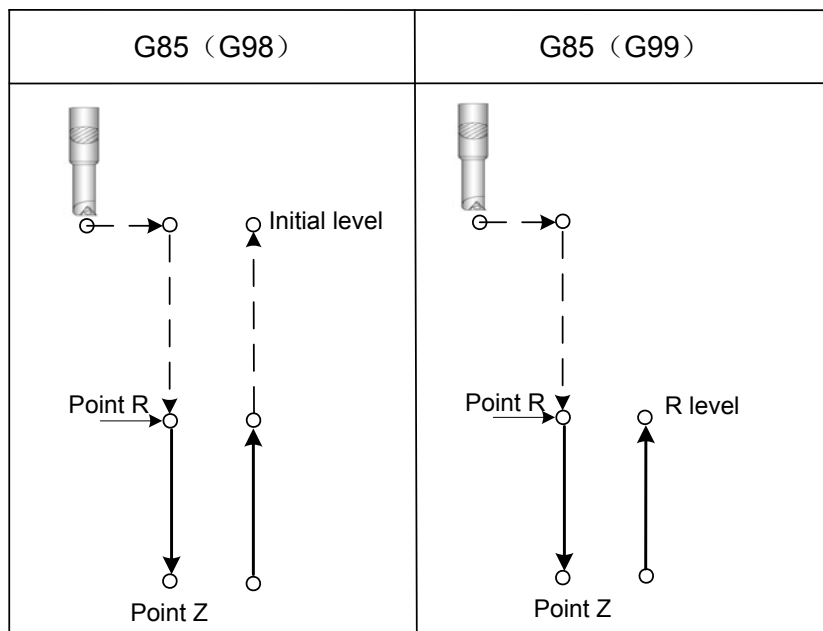 G85（G98）
G85（G99）
Initial level
Point R
Point R
R level
Point Z
Point Z